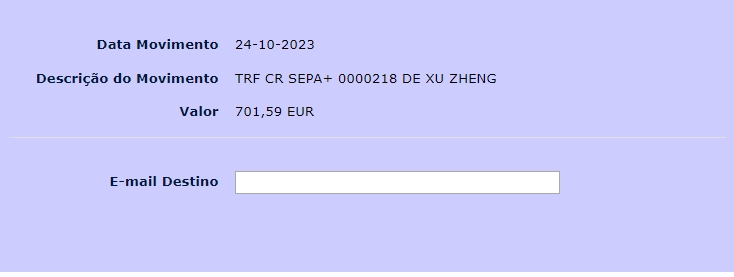 Data Movimento 24-10-2023
Descrição do Movimento TRF CR SEPA+ 0000218 DE XU ZHENG
Valor 701,59 EUR
E-mail Destino